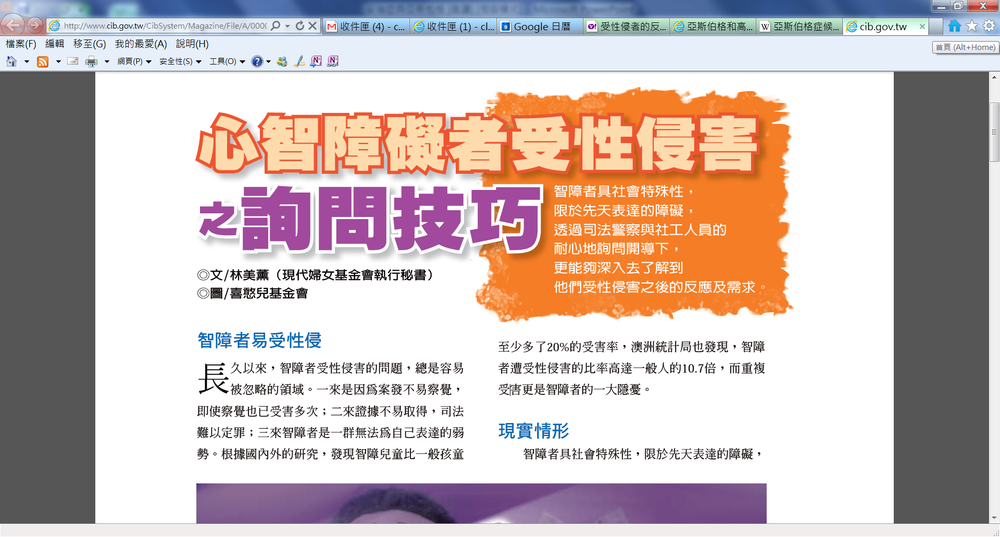 http://www.cib.gov.tw/CibSystem/Magazine/File/A/000
收件匣 (4) - c...
收件匣 (1) - cl...
Google 日曆
受性侵者的反...
亞斯伯格和高...
亞斯伯格症候...
cib.gov.tw
檔案(F) 編輯 移至(G) 我的最愛(A) 說明(H)
首頁 (Alt+Home)
網頁(P) 安全性(S) 工具(O)
心智障礙者受性侵害
之詢問技巧
智障者具社會特殊性，
限於先天表達的障礙，
透過司法警察與社工人員的
耐心地詢問開導下，
更能夠深入去了解到
他們受性侵害之後的反應及需求。
◎文/林美薰（現代婦女基金會執行秘書）
◎圖/喜憨兒基金會
智障者易受性侵
長久以來，智障者受性侵害的問題，總是容易
被忽略的領域。一來是因為案發不易察覺，
即使察覺也已受害多次；二來證據不易取得，司法
難以定罪；三來智障者是一群無法為自己表達的弱
勢。根據國內外的研究，發現智障兒童比一般孩童
至少多了20%的受害率，澳洲統計局也發現，智障
者遭受性侵害的比率高達一般人的10.7倍，而重複
受害更是智障者的一大隱憂。
現實情形
智障者具社會特殊性，限於先天表達的障礙，